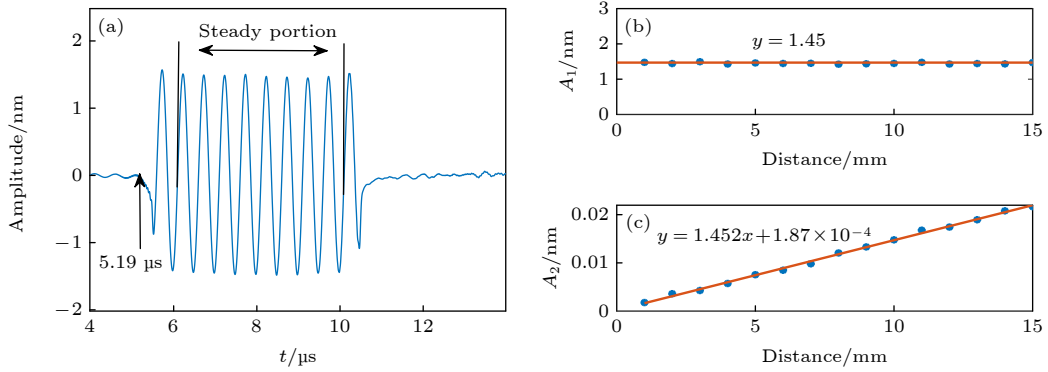 (a)
Steady portion
5.19 µs
2
1
0
−1
−2
4
6
8
10
12
Amplitude/nm
t/µs
(b)
y = 1.45
3
2
1
0
0
5
10
15
A₁/nm
Distance/mm
(c)
y = 1.452x+1.87×10⁻⁴
0.02
0.01
0
0
5
10
15
A₂/nm
Distance/mm